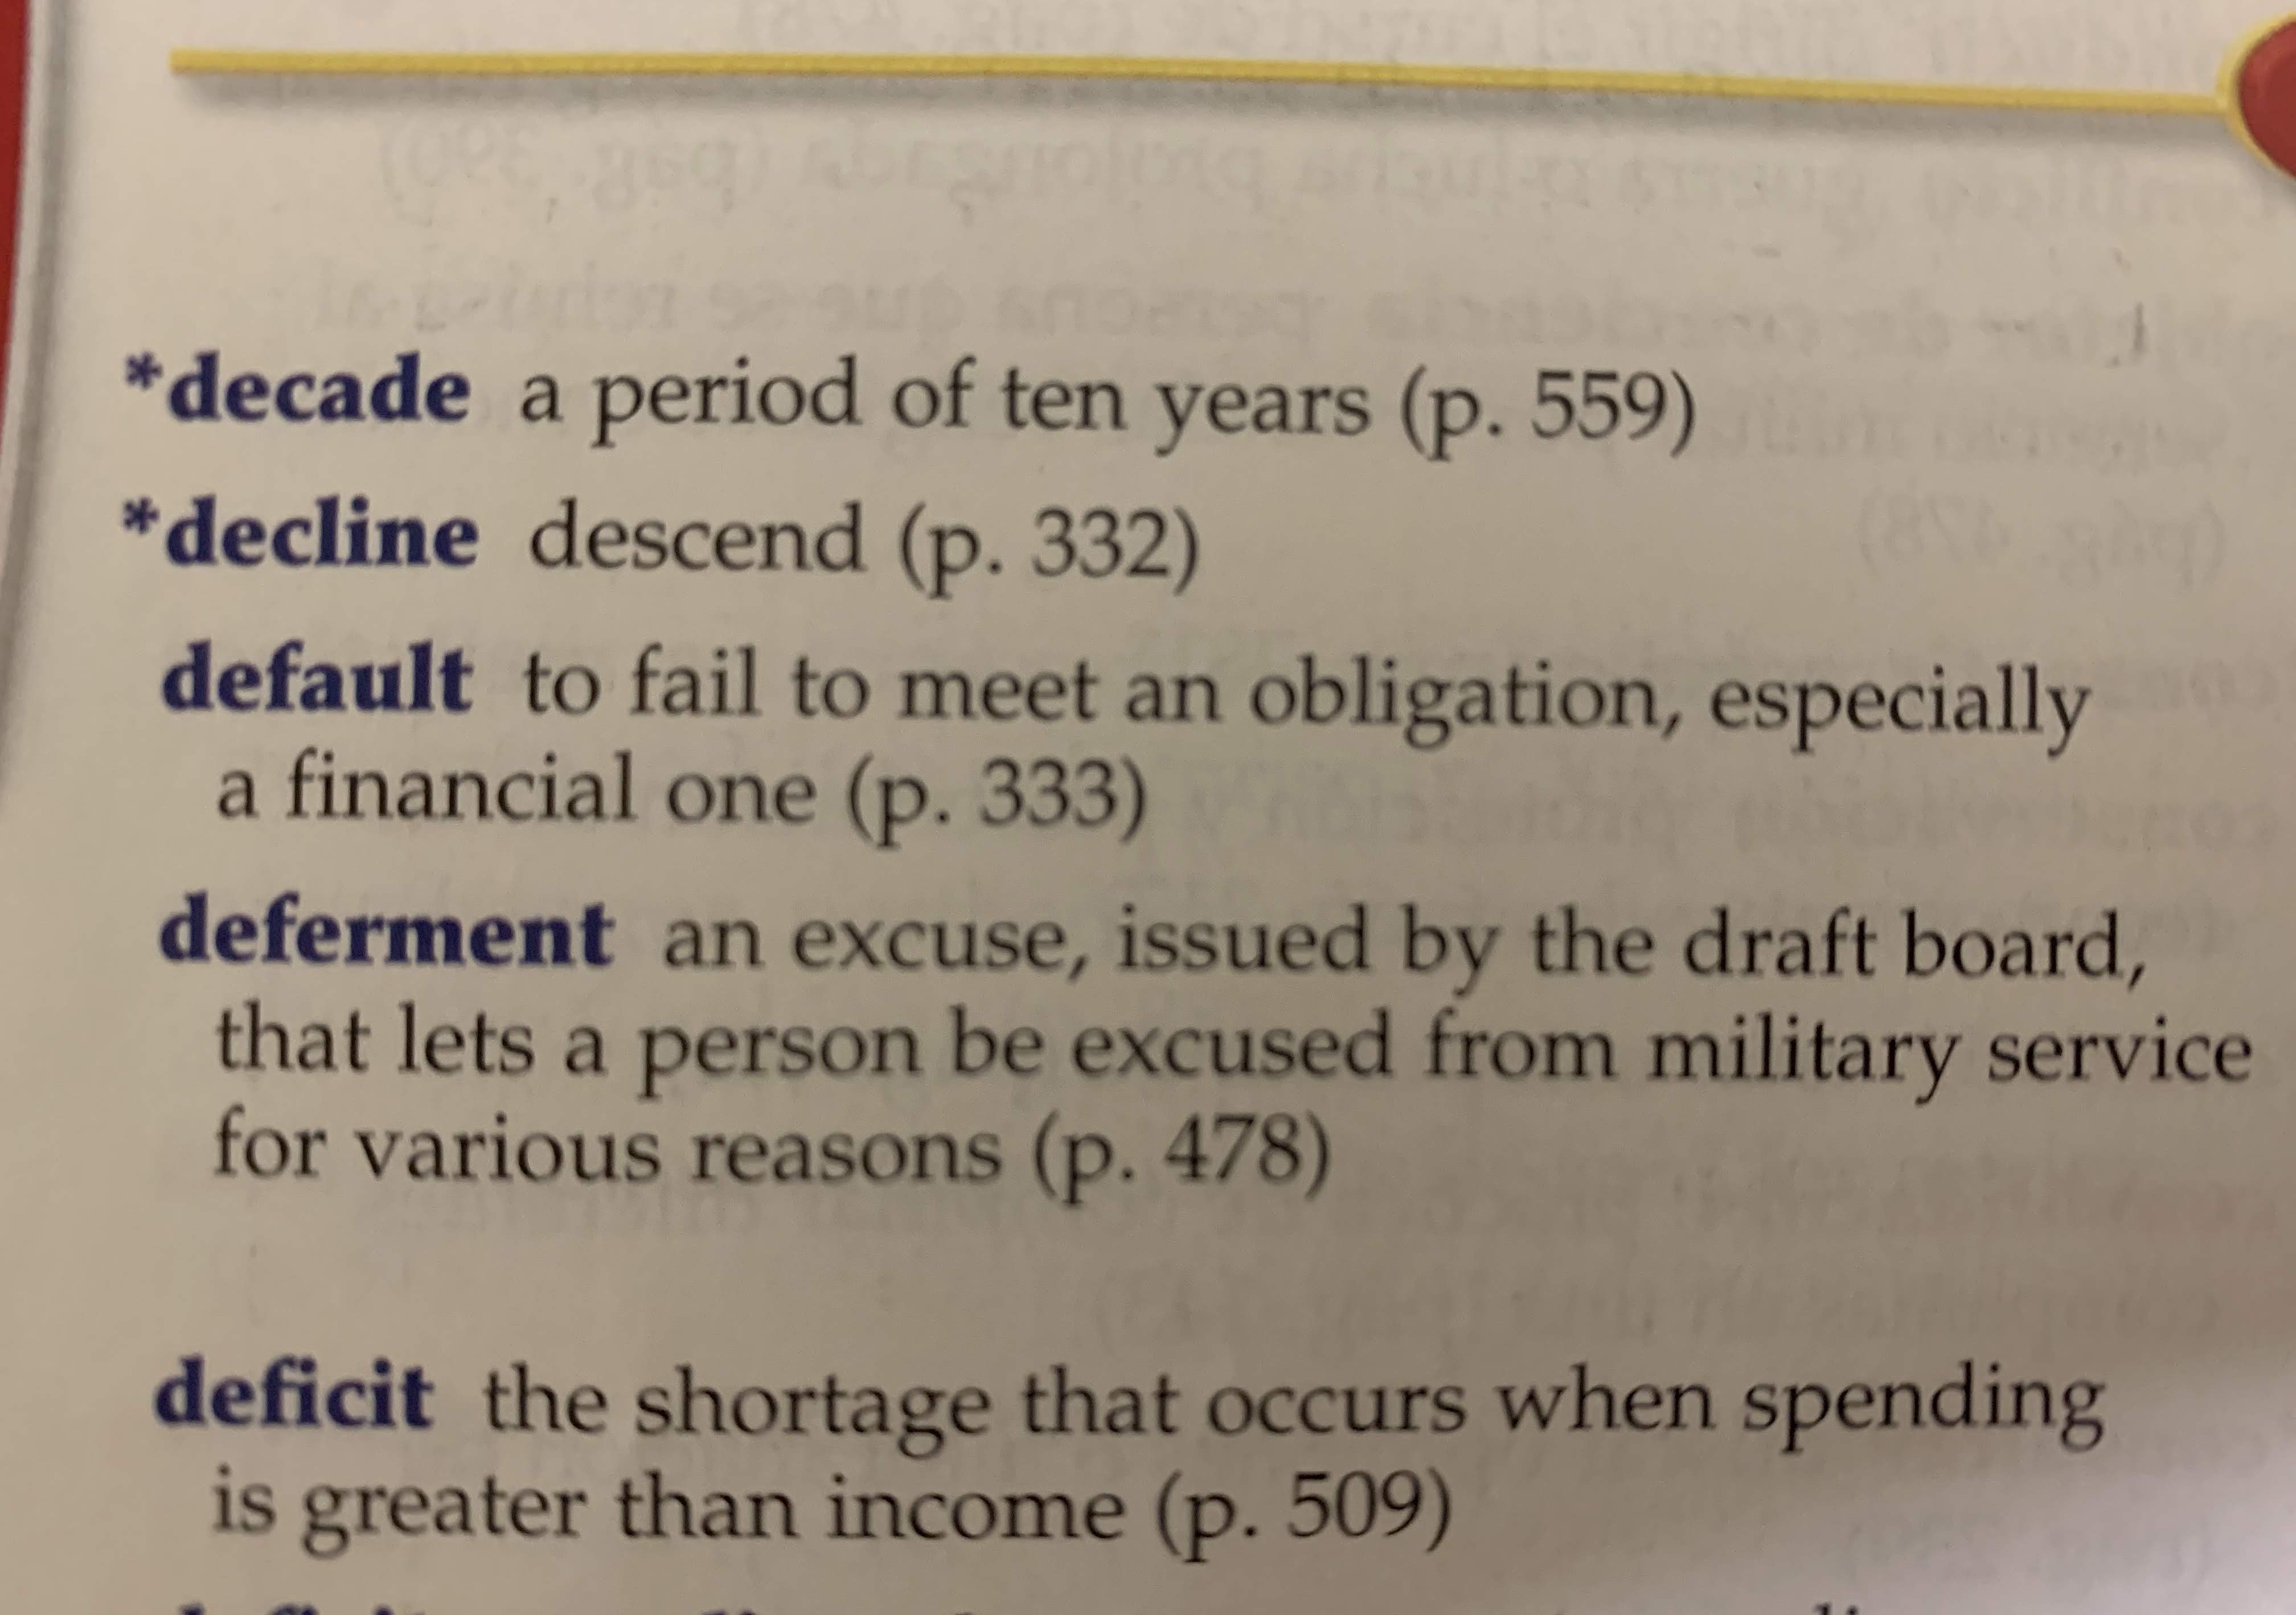 *decade a period of ten years (p. 559)
*decline descend (p. 332)
default to fail to meet an obligation, especially
a financial one (p. 333)
deferment an excuse, issued by the draft board,
that lets a person be excused from military service
for various reasons (p. 478)
deficit the shortage that occurs when spending
is greater than income (p. 509)